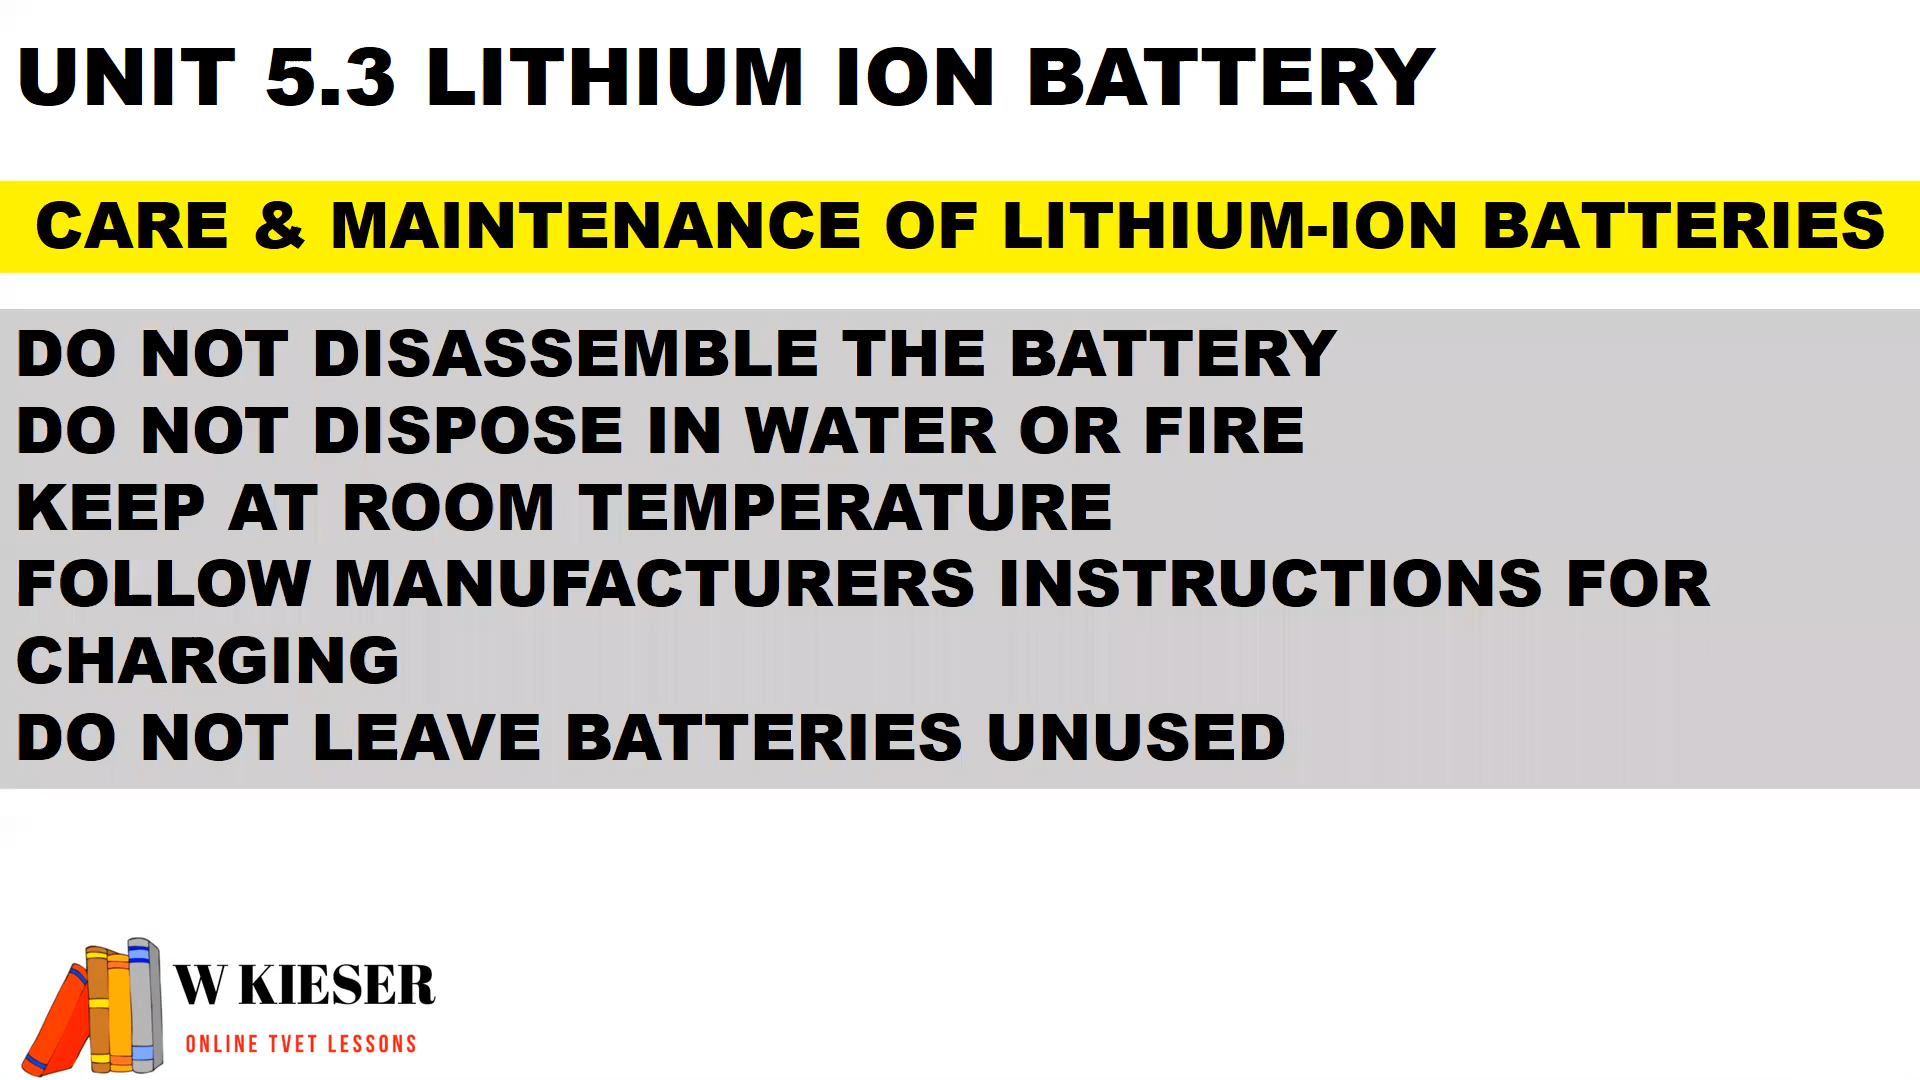 UNIT 5.3 LITHIUM ION BATTERY
CARE & MAINTENANCE OF LITHIUM-ION BATTERIES
DO NOT DISASSEMBLE THE BATTERY
DO NOT DISPOSE IN WATER OR FIRE
KEEP AT ROOM TEMPERATURE
FOLLOW MANUFACTURERS INSTRUCTIONS FOR
CHARGING
DO NOT LEAVE BATTERIES UNUSED
W KIESER
ONLINE TVET LESSONS